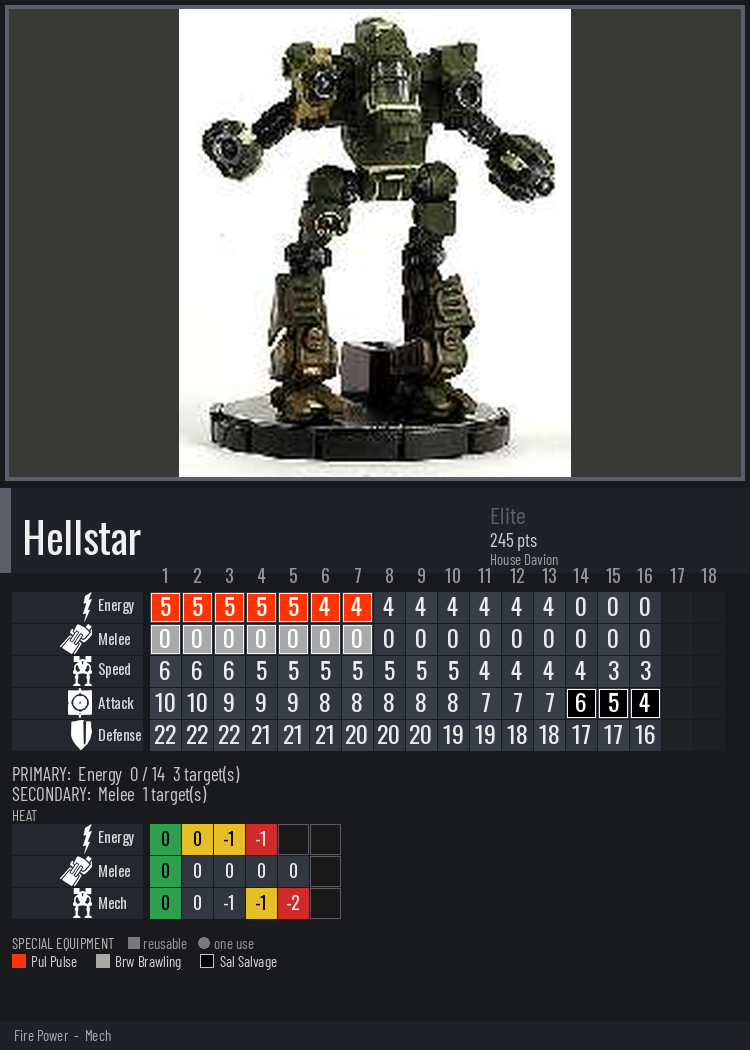 Hellstar
Elite
245 pts
House Davion
1 2 3 4 5 6 7 8 9 10 11 12 13 14 15 16 17 18
Energy 5 5 5 5 5 4 4 4 4 4 4 4 4 0 0 0
Melee 0 0 0 0 0 0 0 0 0 0 0 0 0 0 0 0
Speed 6 6 6 5 5 5 5 5 5 5 4 4 4 4 3 3
Attack 10 10 9 9 9 8 8 8 8 8 7 7 7 6 5 4
Defense 22 22 22 21 21 21 20 20 20 19 19 18 18 17 17 16
PRIMARY: Energy 0 / 14 3 target(s)
SECONDARY: Melee 1 target(s)
HEAT
Energy 0 0 -1 -1
Melee 0 0 0 0 0
Mech 0 0 -1 -1 -2
SPECIAL EQUIPMENT reusable one use
Pul Pulse Brw Brawling Sal Salvage
Fire Power - Mech